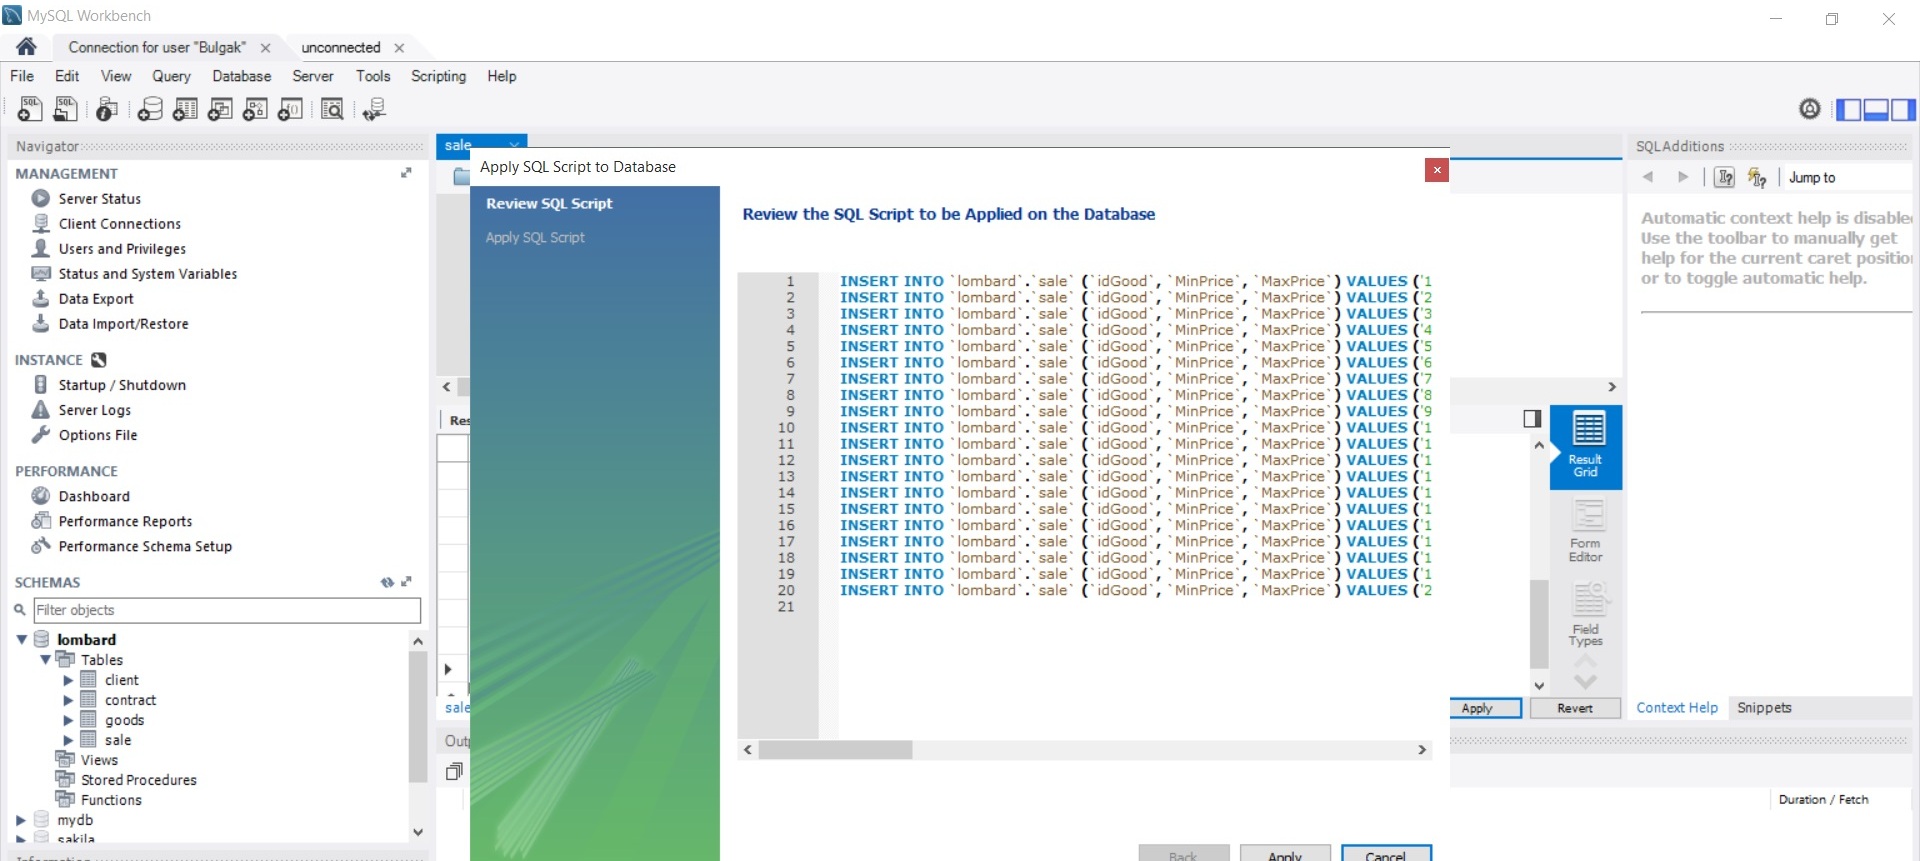 MySQL Workbench
Connection for user "Bulgak"
unconnected
File Edit View Query Database Server Tools Scripting Help
Navigator
MANAGEMENT
Server Status
Client Connections
Users and Privileges
Status and System Variables
Data Export
Data Import/Restore
INSTANCE
Startup / Shutdown
Server Logs
Options File
PERFORMANCE
Dashboard
Performance Reports
Performance Schema Setup
SCHEMAS
Filter objects
lombard
Tables
client
contract
goods
sale
Views
Stored Procedures
Functions
mydb
sakila
Information
sale
Apply SQL Script to Database
Review SQL Script
Apply SQL Script
Review the SQL Script to be Applied on the Database
1 INSERT INTO `lombard`.`sale` (`idGood`, `MinPrice`, `MaxPrice`) VALUES ('1
2 INSERT INTO `lombard`.`sale` (`idGood`, `MinPrice`, `MaxPrice`) VALUES ('2
3 INSERT INTO `lombard`.`sale` (`idGood`, `MinPrice`, `MaxPrice`) VALUES ('3
4 INSERT INTO `lombard`.`sale` (`idGood`, `MinPrice`, `MaxPrice`) VALUES ('4
5 INSERT INTO `lombard`.`sale` (`idGood`, `MinPrice`, `MaxPrice`) VALUES ('5
6 INSERT INTO `lombard`.`sale` (`idGood`, `MinPrice`, `MaxPrice`) VALUES ('6
7 INSERT INTO `lombard`.`sale` (`idGood`, `MinPrice`, `MaxPrice`) VALUES ('7
8 INSERT INTO `lombard`.`sale` (`idGood`, `MinPrice`, `MaxPrice`) VALUES ('8
9 INSERT INTO `lombard`.`sale` (`idGood`, `MinPrice`, `MaxPrice`) VALUES ('9
10 INSERT INTO `lombard`.`sale` (`idGood`, `MinPrice`, `MaxPrice`) VALUES ('1
11 INSERT INTO `lombard`.`sale` (`idGood`, `MinPrice`, `MaxPrice`) VALUES ('1
12 INSERT INTO `lombard`.`sale` (`idGood`, `MinPrice`, `MaxPrice`) VALUES ('1
13 INSERT INTO `lombard`.`sale` (`idGood`, `MinPrice`, `MaxPrice`) VALUES ('1
14 INSERT INTO `lombard`.`sale` (`idGood`, `MinPrice`, `MaxPrice`) VALUES ('1
15 INSERT INTO `lombard`.`sale` (`idGood`, `MinPrice`, `MaxPrice`) VALUES ('1
16 INSERT INTO `lombard`.`sale` (`idGood`, `MinPrice`, `MaxPrice`) VALUES ('1
17 INSERT INTO `lombard`.`sale` (`idGood`, `MinPrice`, `MaxPrice`) VALUES ('1
18 INSERT INTO `lombard`.`sale` (`idGood`, `MinPrice`, `MaxPrice`) VALUES ('1
19 INSERT INTO `lombard`.`sale` (`idGood`, `MinPrice`, `MaxPrice`) VALUES ('1
20 INSERT INTO `lombard`.`sale` (`idGood`, `MinPrice`, `MaxPrice`) VALUES ('2
21
Back Apply Cancel
Res
sale
Outp
Result
Grid
Form
Editor
Field
Types
Apply Revert
Duration / Fetch
SQLAdditions
Jump to
Automatic context help is disable
Use the toolbar to manually get
help for the current caret position
or to toggle automatic help.
Context Help Snippets